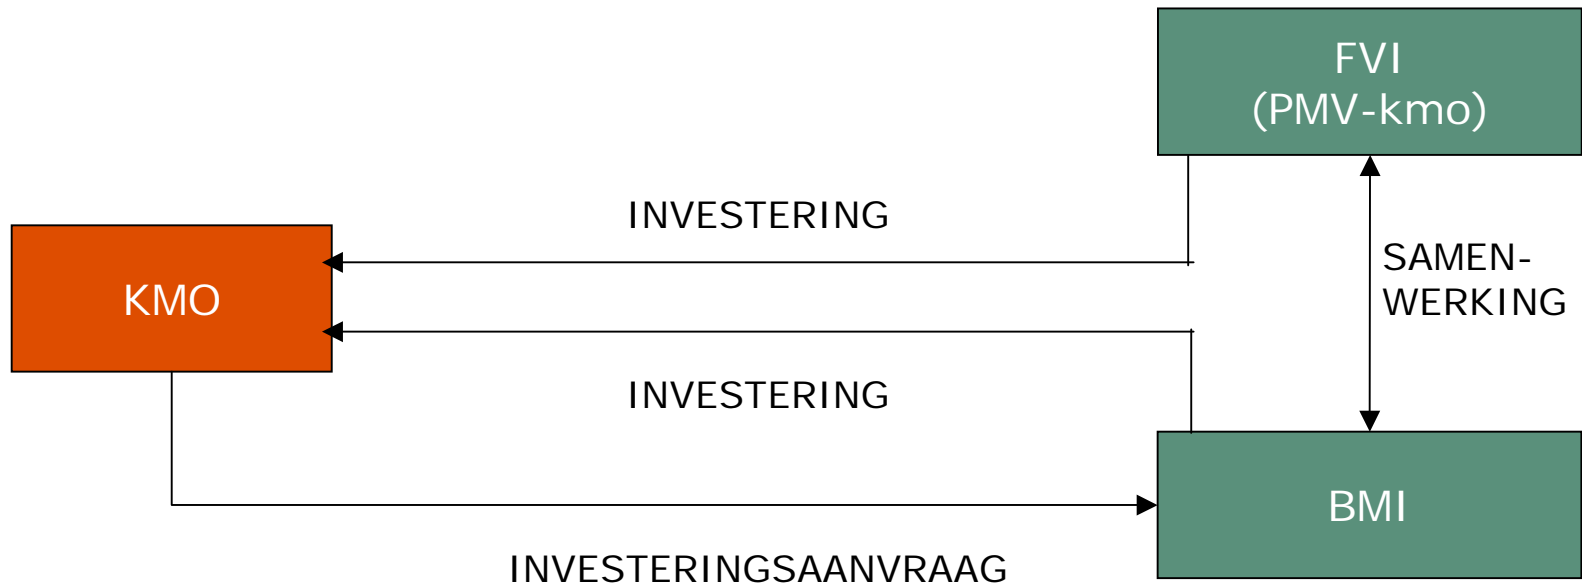 FVI
(PMV-kmo)
INVESTERING
SAMEN-
WERKING
KMO
INVESTERING
BMI
INVESTERINGSAANVRAAG